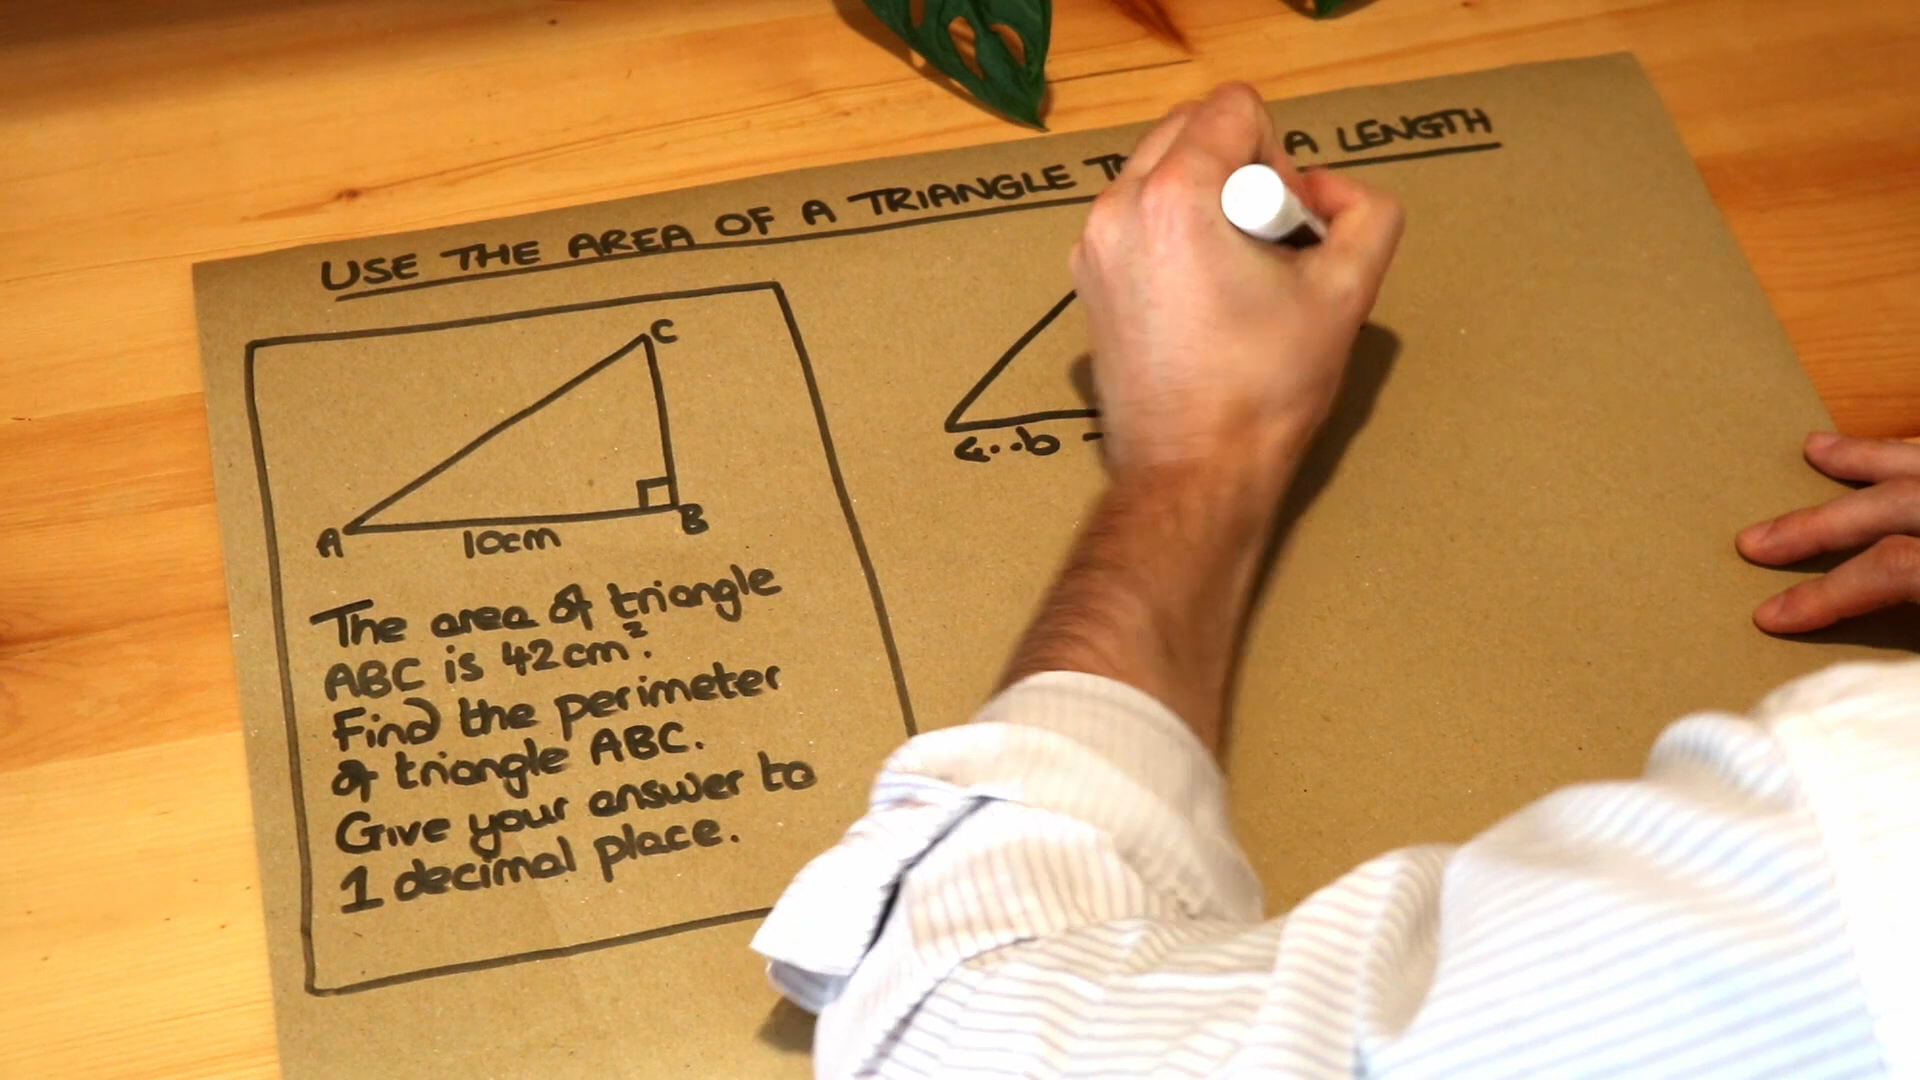 USE THE AREA OF A TRIANGLE A LENGTH
C
A
B
10cm
The area of triangle
ABC is 42cm².
Find the perimeter
of triangle ABC.
Give your answer to
1 decimal place.
b